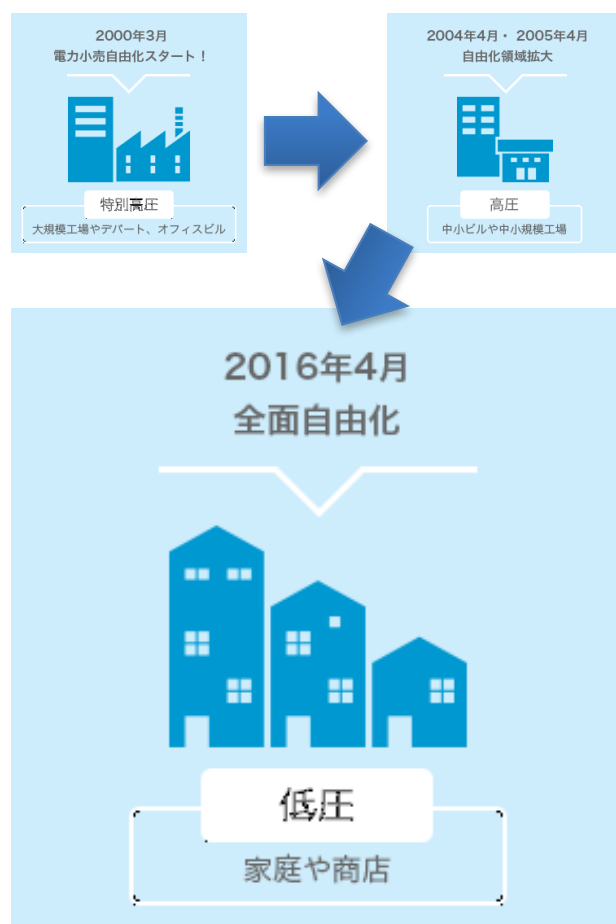 2000年3月
電力小売自由化スタート！
特別高圧
大規模工場やデパート、オフィスビル
2004年4月・ 2005年4月
自由化領域拡大
高圧
中小ビルや中小規模工場
2016年4月
全面自由化
低圧
家庭や商店